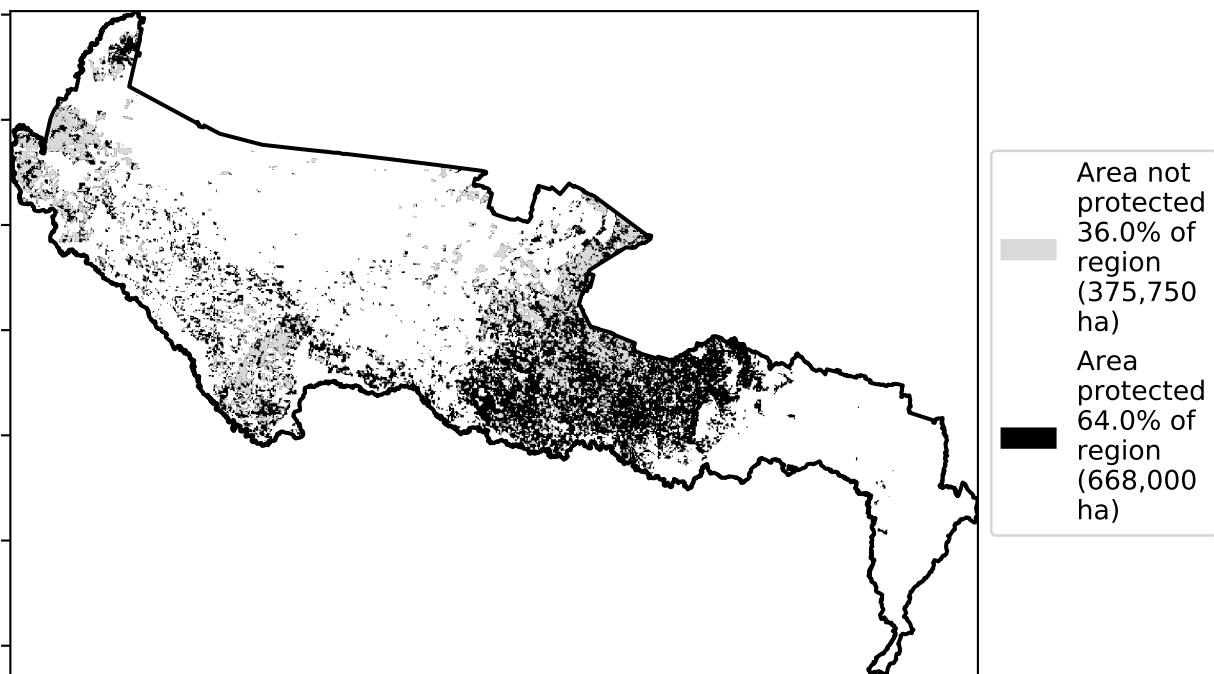 Area not
protected
36.0% of
region
(375,750
ha)
Area
protected
64.0% of
region
(668,000
ha)